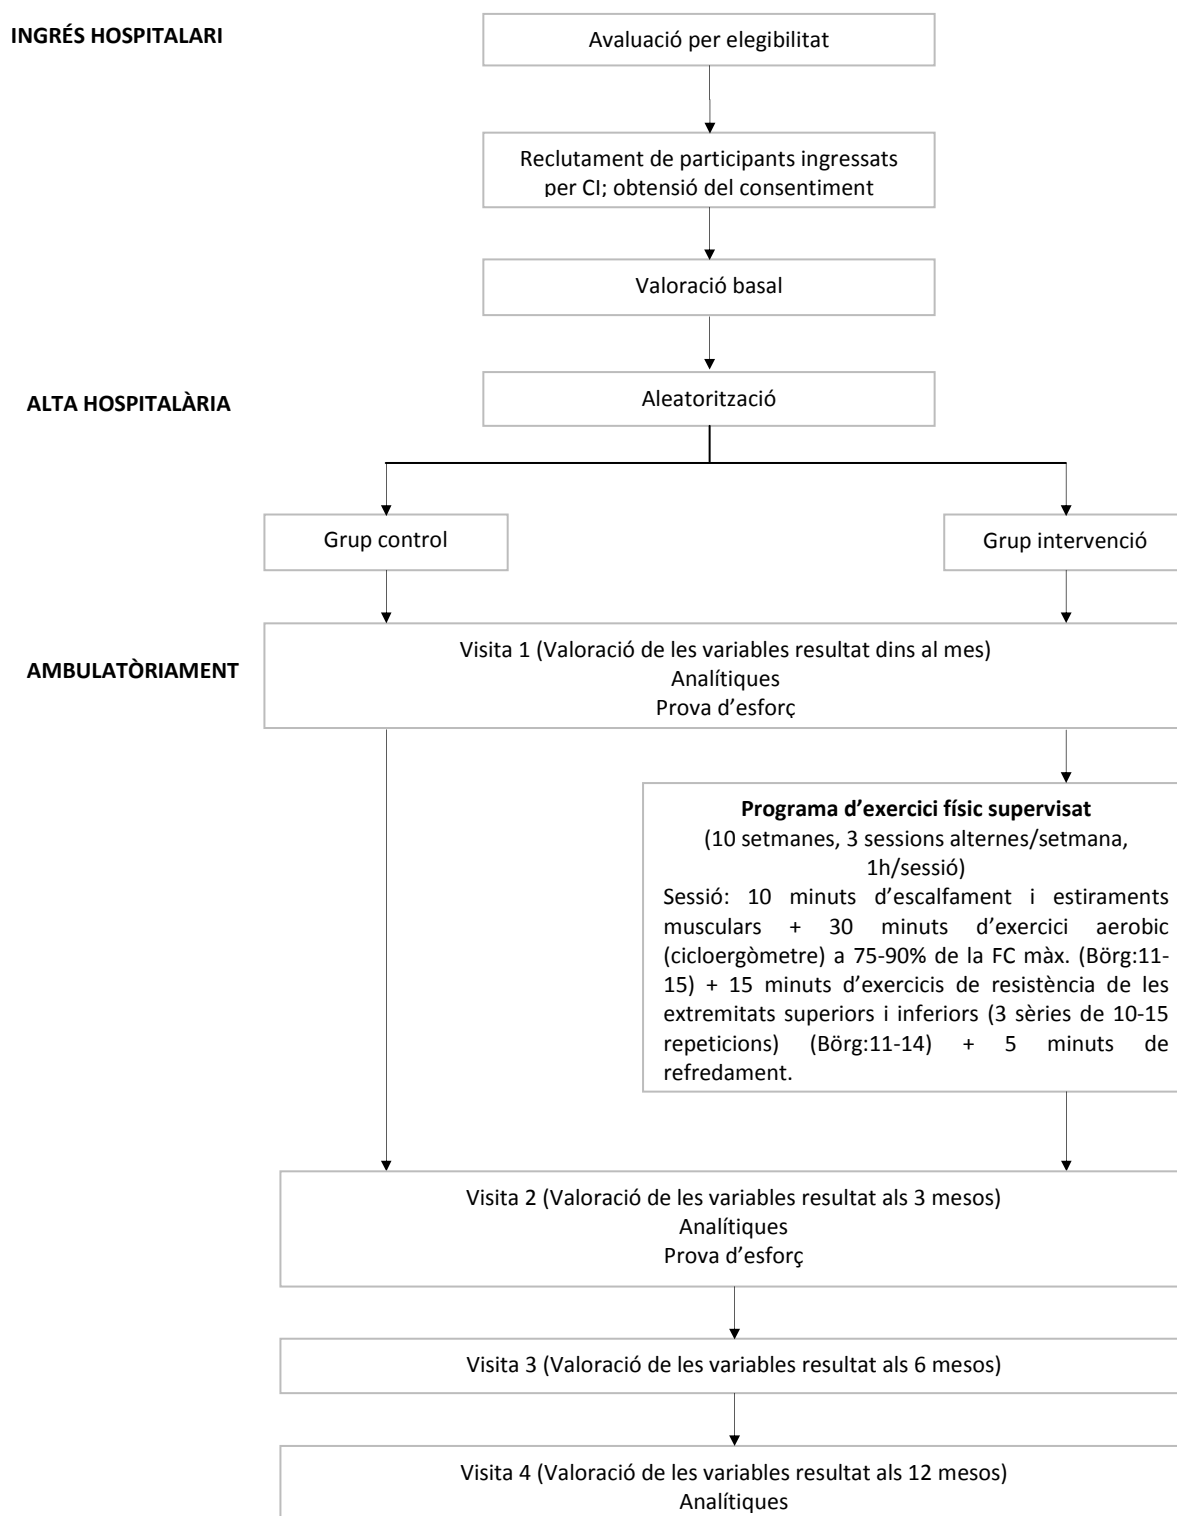 INGRÉS HOSPITALARI
Avaluació per elegibilitat
Reclutament de participants ingressats
per CI; obtensió del consentiment
Valoració basal
ALTA HOSPITALÀRIA
Aleatorització
Grup control
Grup intervenció
AMBULATÒRIAMENT
Visita 1 (Valoració de les variables resultat dins al mes)
Analítiques
Prova d’esforç
Programa d’exercici físic supervisat
(10 setmanes, 3 sessions alternes/setmana,
1h/sessió)
Sessió: 10 minuts d’escalfament i estiraments
musculars + 30 minuts d’exercici aerobic
(cicloergòmetre) a 75-90% de la FC màx. (Börg:11-
15) + 15 minuts d’exercicis de resistència de les
extremitats superiors i inferiors (3 sèries de 10-15
repeticions) (Börg:11-14) + 5 minuts de
refredament.
Visita 2 (Valoració de les variables resultat als 3 mesos)
Analítiques
Prova d’esforç
Visita 3 (Valoració de les variables resultat als 6 mesos)
Visita 4 (Valoració de les variables resultat als 12 mesos)
Analítiques